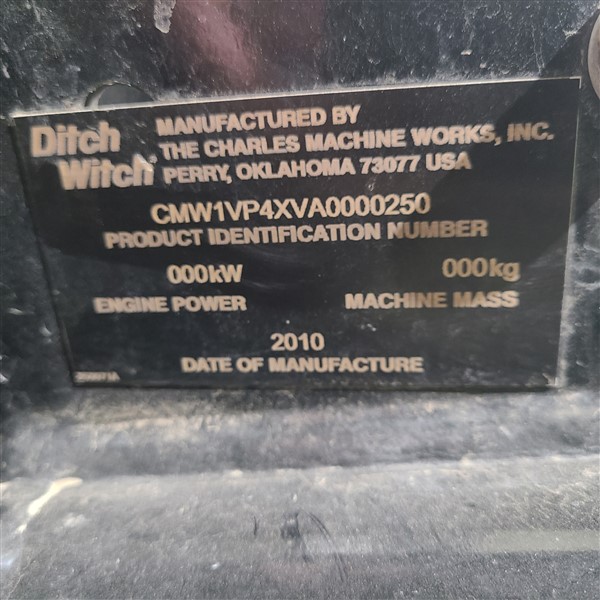 Ditch Witch®
MANUFACTURED BY
THE CHARLES MACHINE WORKS, INC.
PERRY, OKLAHOMA 73077 USA
CMW1VP4XVA0000250
PRODUCT IDENTIFICATION NUMBER
000kW
000kg
ENGINE POWER
MACHINE MASS
2010
DATE OF MANUFACTURE